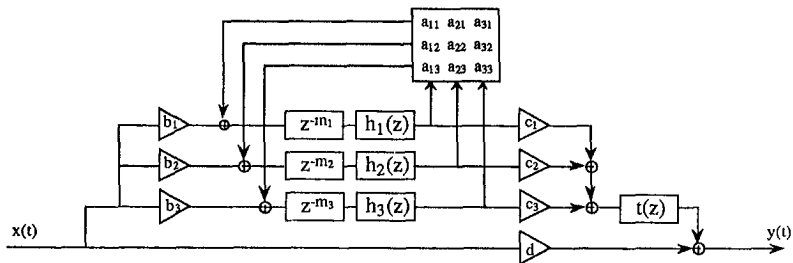 a₁₁ a₂₁ a₃₁
a₁₂ a₂₂ a₃₂
a₁₃ a₂₃ a₃₃
b₁ z⁻ᵐ¹ h₁(z) c₁
b₂ z⁻ᵐ² h₂(z) c₂
b₃ z⁻ᵐ³ h₃(z) c₃ t(z)
x(t) d y(t)